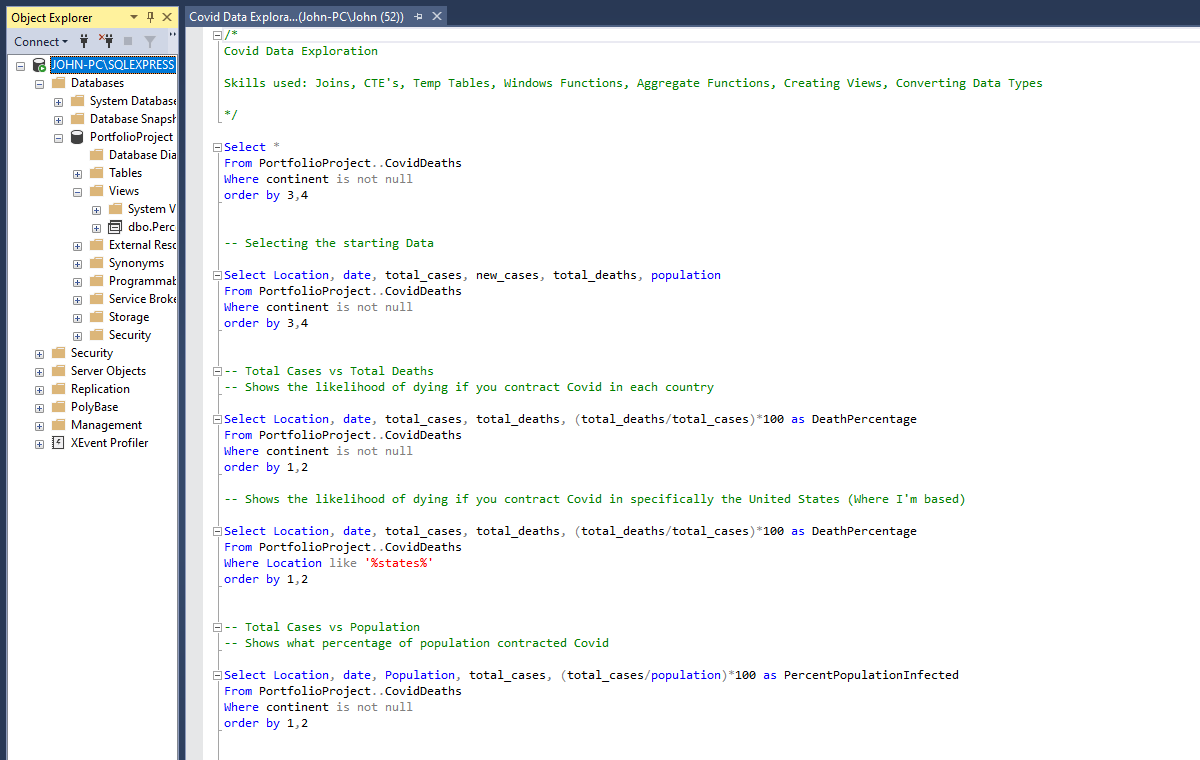 Object Explorer
Connect
JOHN-PC\SQLEXPRESS
Databases
System Database
Database Snapsh
PortfolioProject
Database Dia
Tables
Views
System V
dbo.Perc
External Reso
Synonyms
Programmab
Service Broke
Storage
Security
Security
Server Objects
Replication
PolyBase
Management
XEvent Profiler
Covid Data Explora...(John-PC\John (52))
/*
Covid Data Exploration
Skills used: Joins, CTE's, Temp Tables, Windows Functions, Aggregate Functions, Creating Views, Converting Data Types
*/
Select *
From PortfolioProject..CovidDeaths
Where continent is not null
order by 3,4
-- Selecting the starting Data
Select Location, date, total_cases, new_cases, total_deaths, population
From PortfolioProject..CovidDeaths
Where continent is not null
order by 3,4
-- Total Cases vs Total Deaths
-- Shows the likelihood of dying if you contract Covid in each country
Select Location, date, total_cases, total_deaths, (total_deaths/total_cases)*100 as DeathPercentage
From PortfolioProject..CovidDeaths
Where continent is not null
order by 1,2
-- Shows the likelihood of dying if you contract Covid in specifically the United States (Where I'm based)
Select Location, date, total_cases, total_deaths, (total_deaths/total_cases)*100 as DeathPercentage
From PortfolioProject..CovidDeaths
Where Location like '%states%'
order by 1,2
-- Total Cases vs Population
-- Shows what percentage of population contracted Covid
Select Location, date, Population, total_cases, (total_cases/population)*100 as PercentPopulationInfected
From PortfolioProject..CovidDeaths
Where continent is not null
order by 1,2